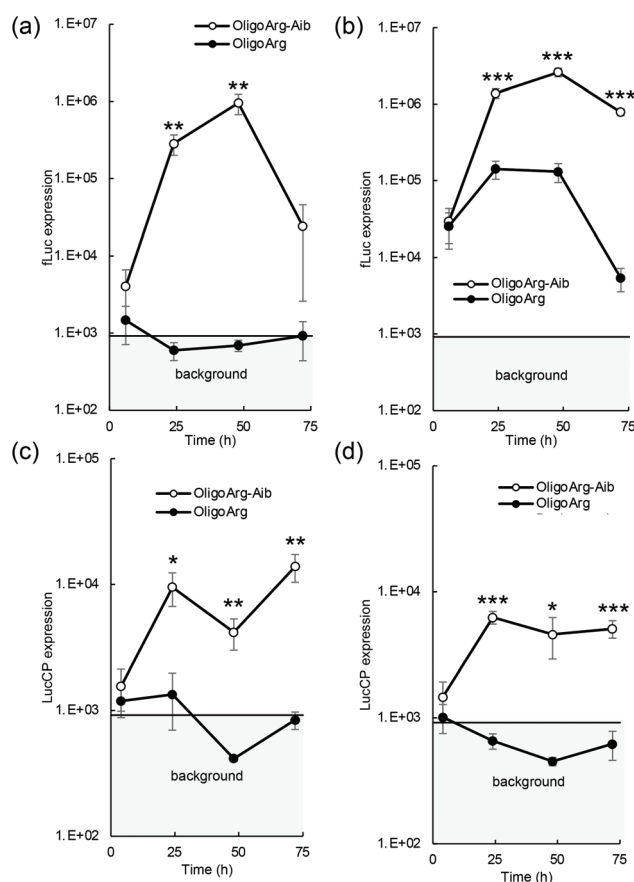 (a)
1.E+07
OligoArg-Aib
OligoArg
1.E+06
**
**
1.E+05
fLuc expression
1.E+04
1.E+03
background
1.E+02
0 25 50 75
Time (h)
(b)
1.E+07
***
***
***
1.E+06
1.E+05
fLuc expression
1.E+04
OligoArg-Aib
OligoArg
1.E+03
background
1.E+02
0 25 50 75
Time (h)
(c)
1.E+05
OligoArg-Aib
OligoArg
*
**
**
1.E+04
LucCP expression
1.E+03
background
1.E+02
0 25 50 75
Time (h)
(d)
1.E+05
OligoArg-Aib
OligoArg
***
*
***
1.E+04
LucCP expression
1.E+03
background
1.E+02
0 25 50 75
Time (h)